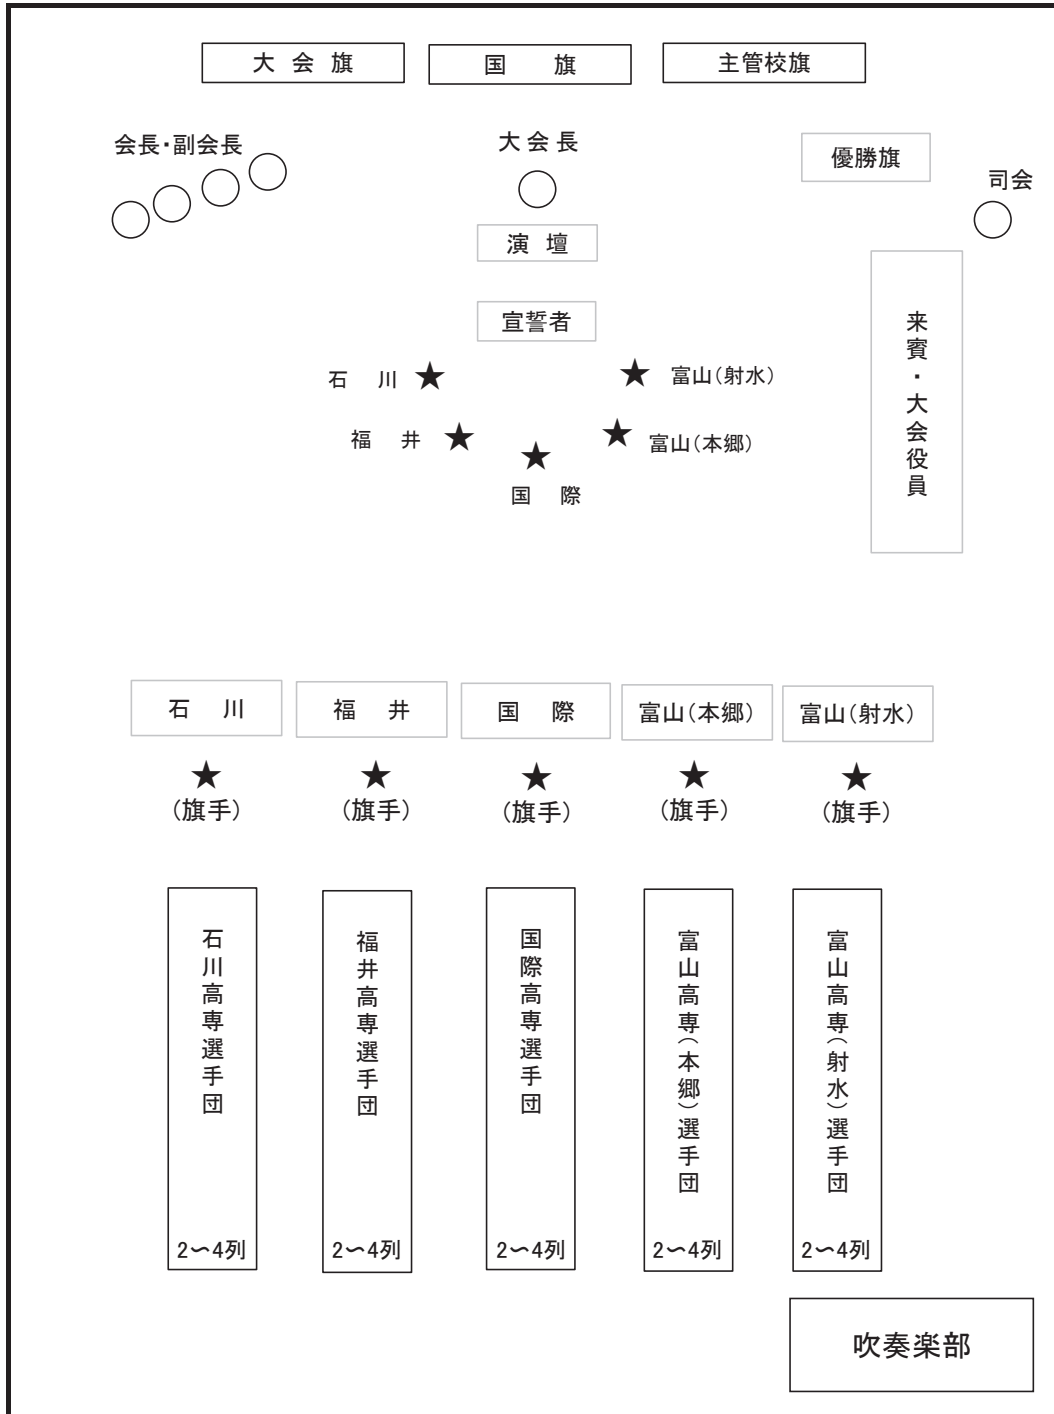 大 会 旗
国 旗
主管校旗
会長・副会長
大 会 長
優勝旗
司会
演 壇
宣誓者
来賓・大会役員
石 川
富山(射水)
福 井
富山(本郷)
国 際
石 川
福 井
国 際
富山(本郷)
富山(射水)
(旗手)
(旗手)
(旗手)
(旗手)
(旗手)
石川高専選手団
福井高専選手団
国際高専選手団
富山高専(本郷)選手団
富山高専(射水)選手団
2~4列
2~4列
2~4列
2~4列
2~4列
吹奏楽部